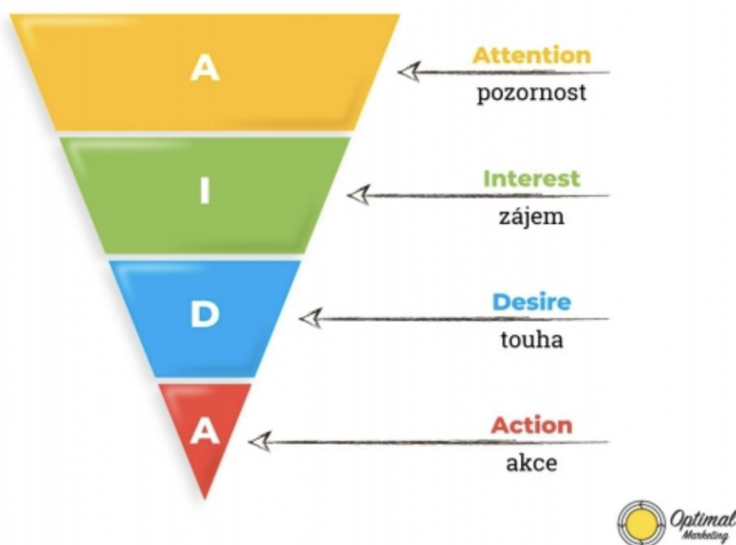 A
Attention
pozornost
I
Interest
zájem
D
Desire
touha
A
Action
akce
Optimal
Marketing